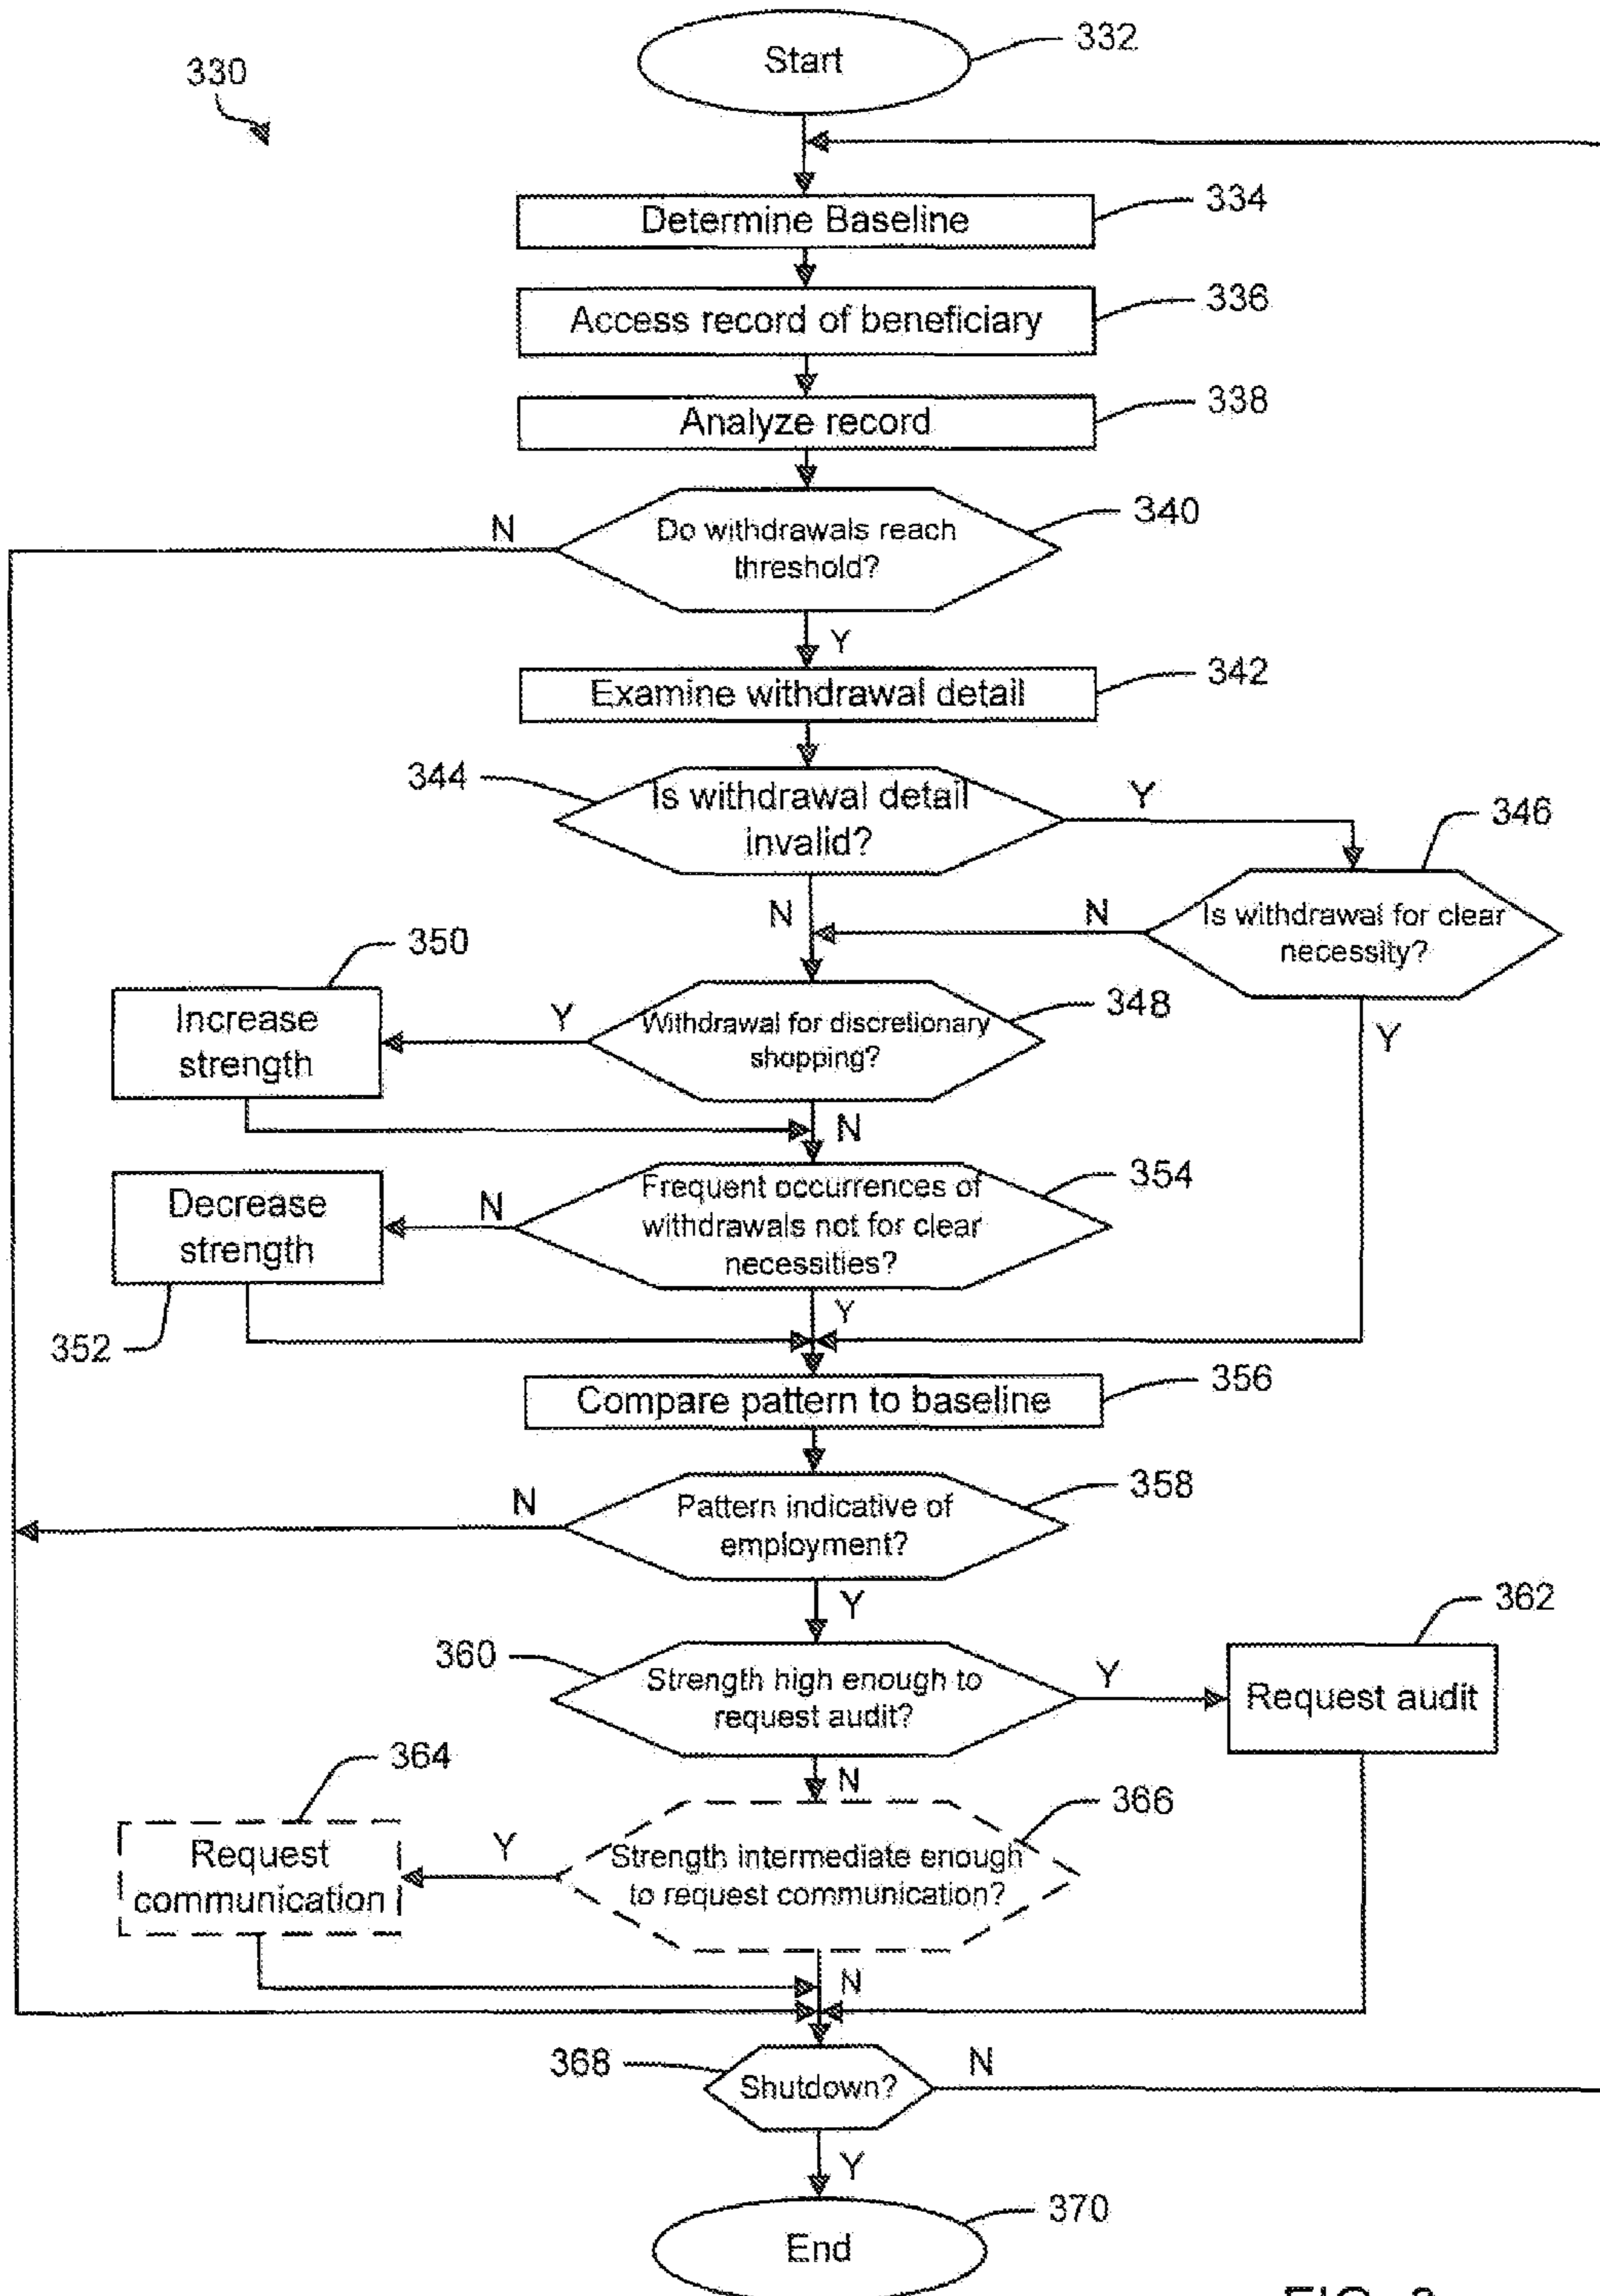 Start
332
330
Determine Baseline
334
Access record of beneficiary
336
Analyze record
338
Do withdrawals reach
threshold?
340
N
Y
Examine withdrawal detail
342
344
Is withdrawal detail
invalid?
Y
346
N
N
Is withdrawal for clear
necessity?
350
Increase
strength
Y
Withdrawal for discretionary
shopping?
348
Y
N
Decrease
strength
N
Frequent occurrences of
withdrawals not for clear
necessities?
354
352
Y
Compare pattern to baseline
356
N
Pattern indicative of
employment?
358
Y
362
360
Strength high enough to
request audit?
Y
Request audit
364
N
366
Request
communication
Y
Strength intermediate enough
to request communication?
N
368
Shutdown?
N
Y
370
End